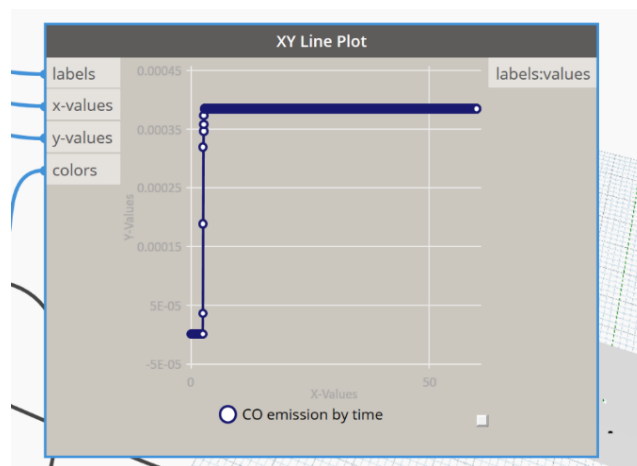 XY Line Plot
labels
x-values
y-values
colors
labels:values
0.00045
0.00035
0.00025
0.00015
5E-05
-5E-05
Y-Values
0
50
X-Values
CO emission by time